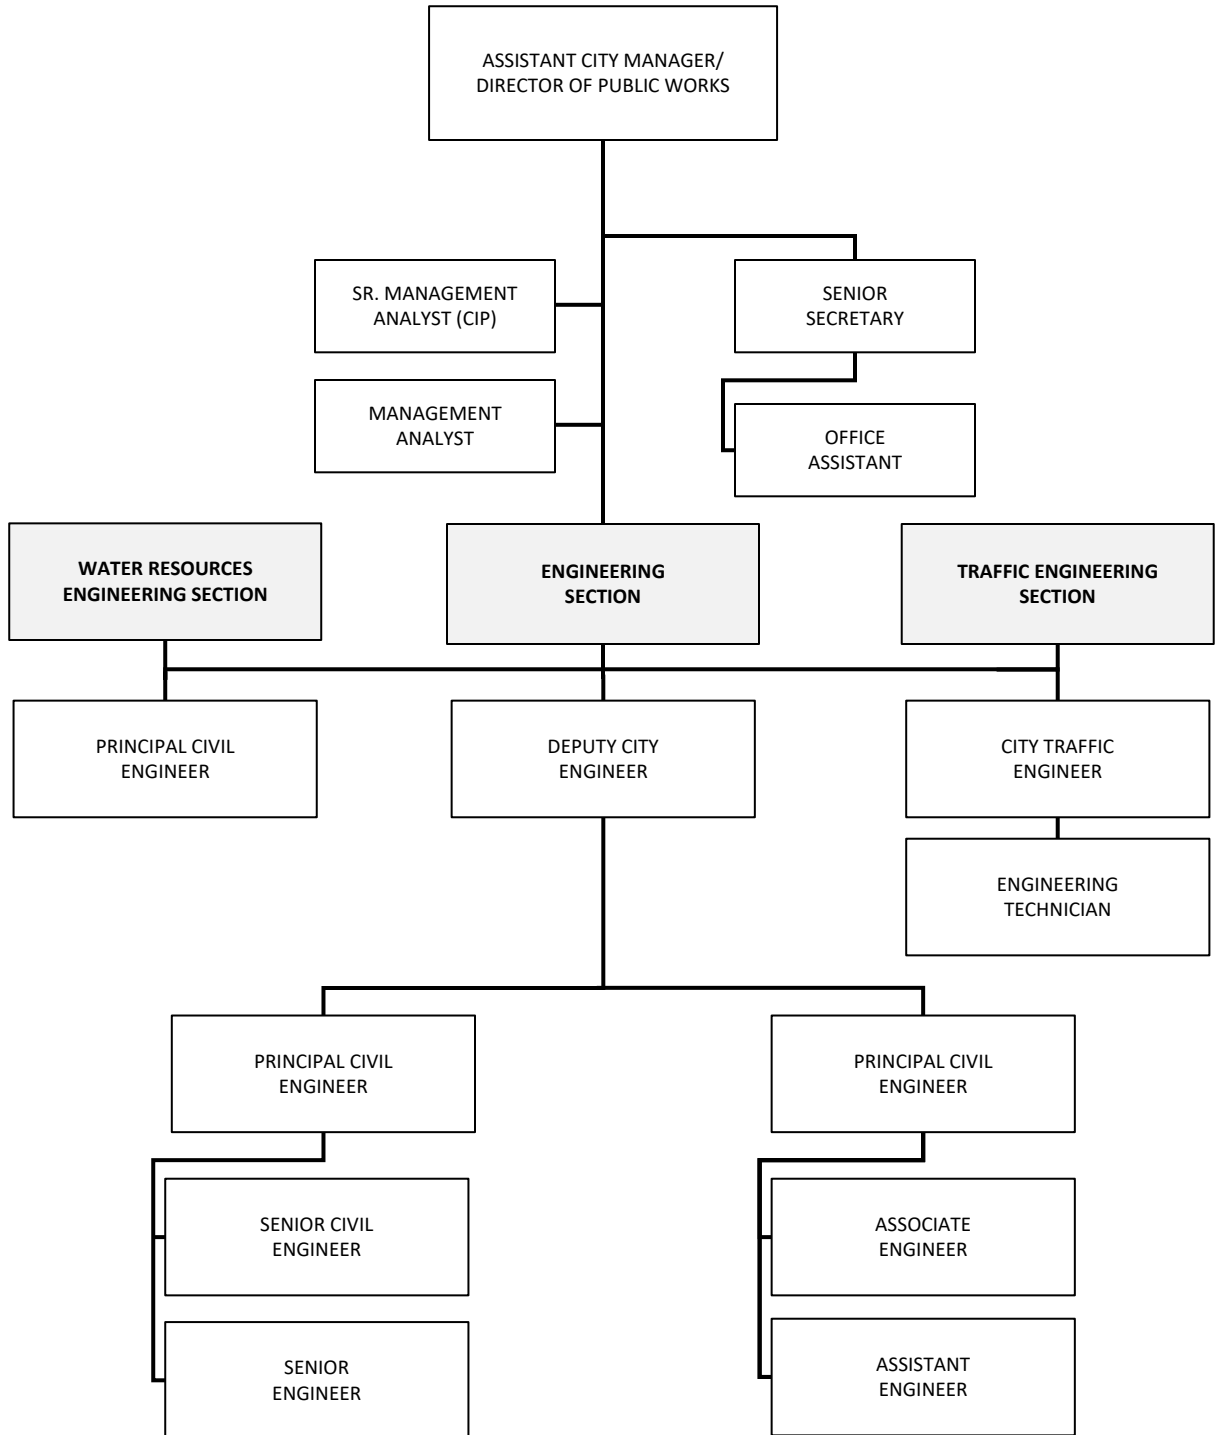 ASSISTANT CITY MANAGER/
DIRECTOR OF PUBLIC WORKS
SR. MANAGEMENT
ANALYST (CIP)
SENIOR
SECRETARY
MANAGEMENT
ANALYST
OFFICE
ASSISTANT
WATER RESOURCES
ENGINEERING SECTION
ENGINEERING
SECTION
TRAFFIC ENGINEERING
SECTION
PRINCIPAL CIVIL
ENGINEER
DEPUTY CITY
ENGINEER
CITY TRAFFIC
ENGINEER
ENGINEERING
TECHNICIAN
PRINCIPAL CIVIL
ENGINEER
PRINCIPAL CIVIL
ENGINEER
SENIOR CIVIL
ENGINEER
ASSOCIATE
ENGINEER
SENIOR
ENGINEER
ASSISTANT
ENGINEER